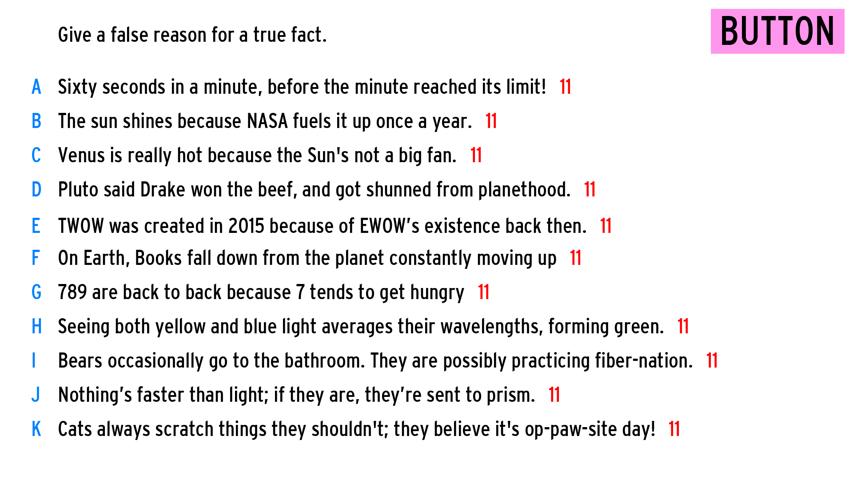 Give a false reason for a true fact.
BUTTON
A Sixty seconds in a minute, before the minute reached its limit! 11
B The sun shines because NASA fuels it up once a year. 11
C Venus is really hot because the Sun's not a big fan. 11
D Pluto said Drake won the beef, and got shunned from planethood. 11
E TWOW was created in 2015 because of EWOW’s existence back then. 11
F On Earth, Books fall down from the planet constantly moving up 11
G 789 are back to back because 7 tends to get hungry 11
H Seeing both yellow and blue light averages their wavelengths, forming green. 11
I Bears occasionally go to the bathroom. They are possibly practicing fiber-nation. 11
J Nothing’s faster than light; if they are, they’re sent to prism. 11
K Cats always scratch things they shouldn't; they believe it's op-paw-site day! 11